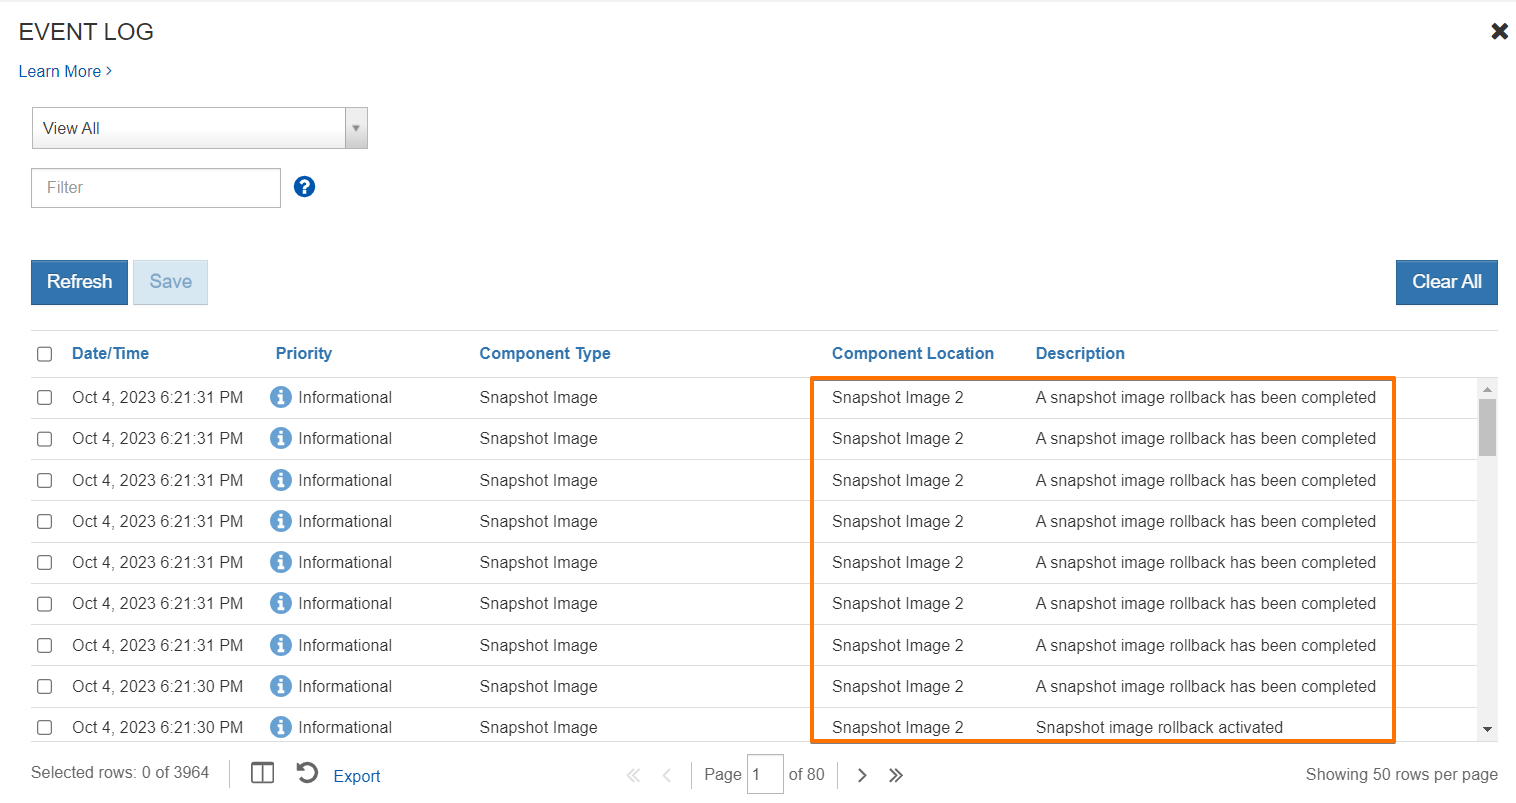 EVENT LOG
Learn More
View All
Filter
Refresh Save Clear All
Date/Time Priority Component Type Component Location Description
Oct 4, 2023 6:21:31 PM Informational Snapshot Image Snapshot Image 2 A snapshot image rollback has been completed
Oct 4, 2023 6:21:31 PM Informational Snapshot Image Snapshot Image 2 A snapshot image rollback has been completed
Oct 4, 2023 6:21:31 PM Informational Snapshot Image Snapshot Image 2 A snapshot image rollback has been completed
Oct 4, 2023 6:21:31 PM Informational Snapshot Image Snapshot Image 2 A snapshot image rollback has been completed
Oct 4, 2023 6:21:31 PM Informational Snapshot Image Snapshot Image 2 A snapshot image rollback has been completed
Oct 4, 2023 6:21:31 PM Informational Snapshot Image Snapshot Image 2 A snapshot image rollback has been completed
Oct 4, 2023 6:21:31 PM Informational Snapshot Image Snapshot Image 2 A snapshot image rollback has been completed
Oct 4, 2023 6:21:30 PM Informational Snapshot Image Snapshot Image 2 A snapshot image rollback has been completed
Oct 4, 2023 6:21:30 PM Informational Snapshot Image Snapshot Image 2 Snapshot image rollback activated
Selected rows: 0 of 3964 Export Page 1 of 80 Showing 50 rows per page